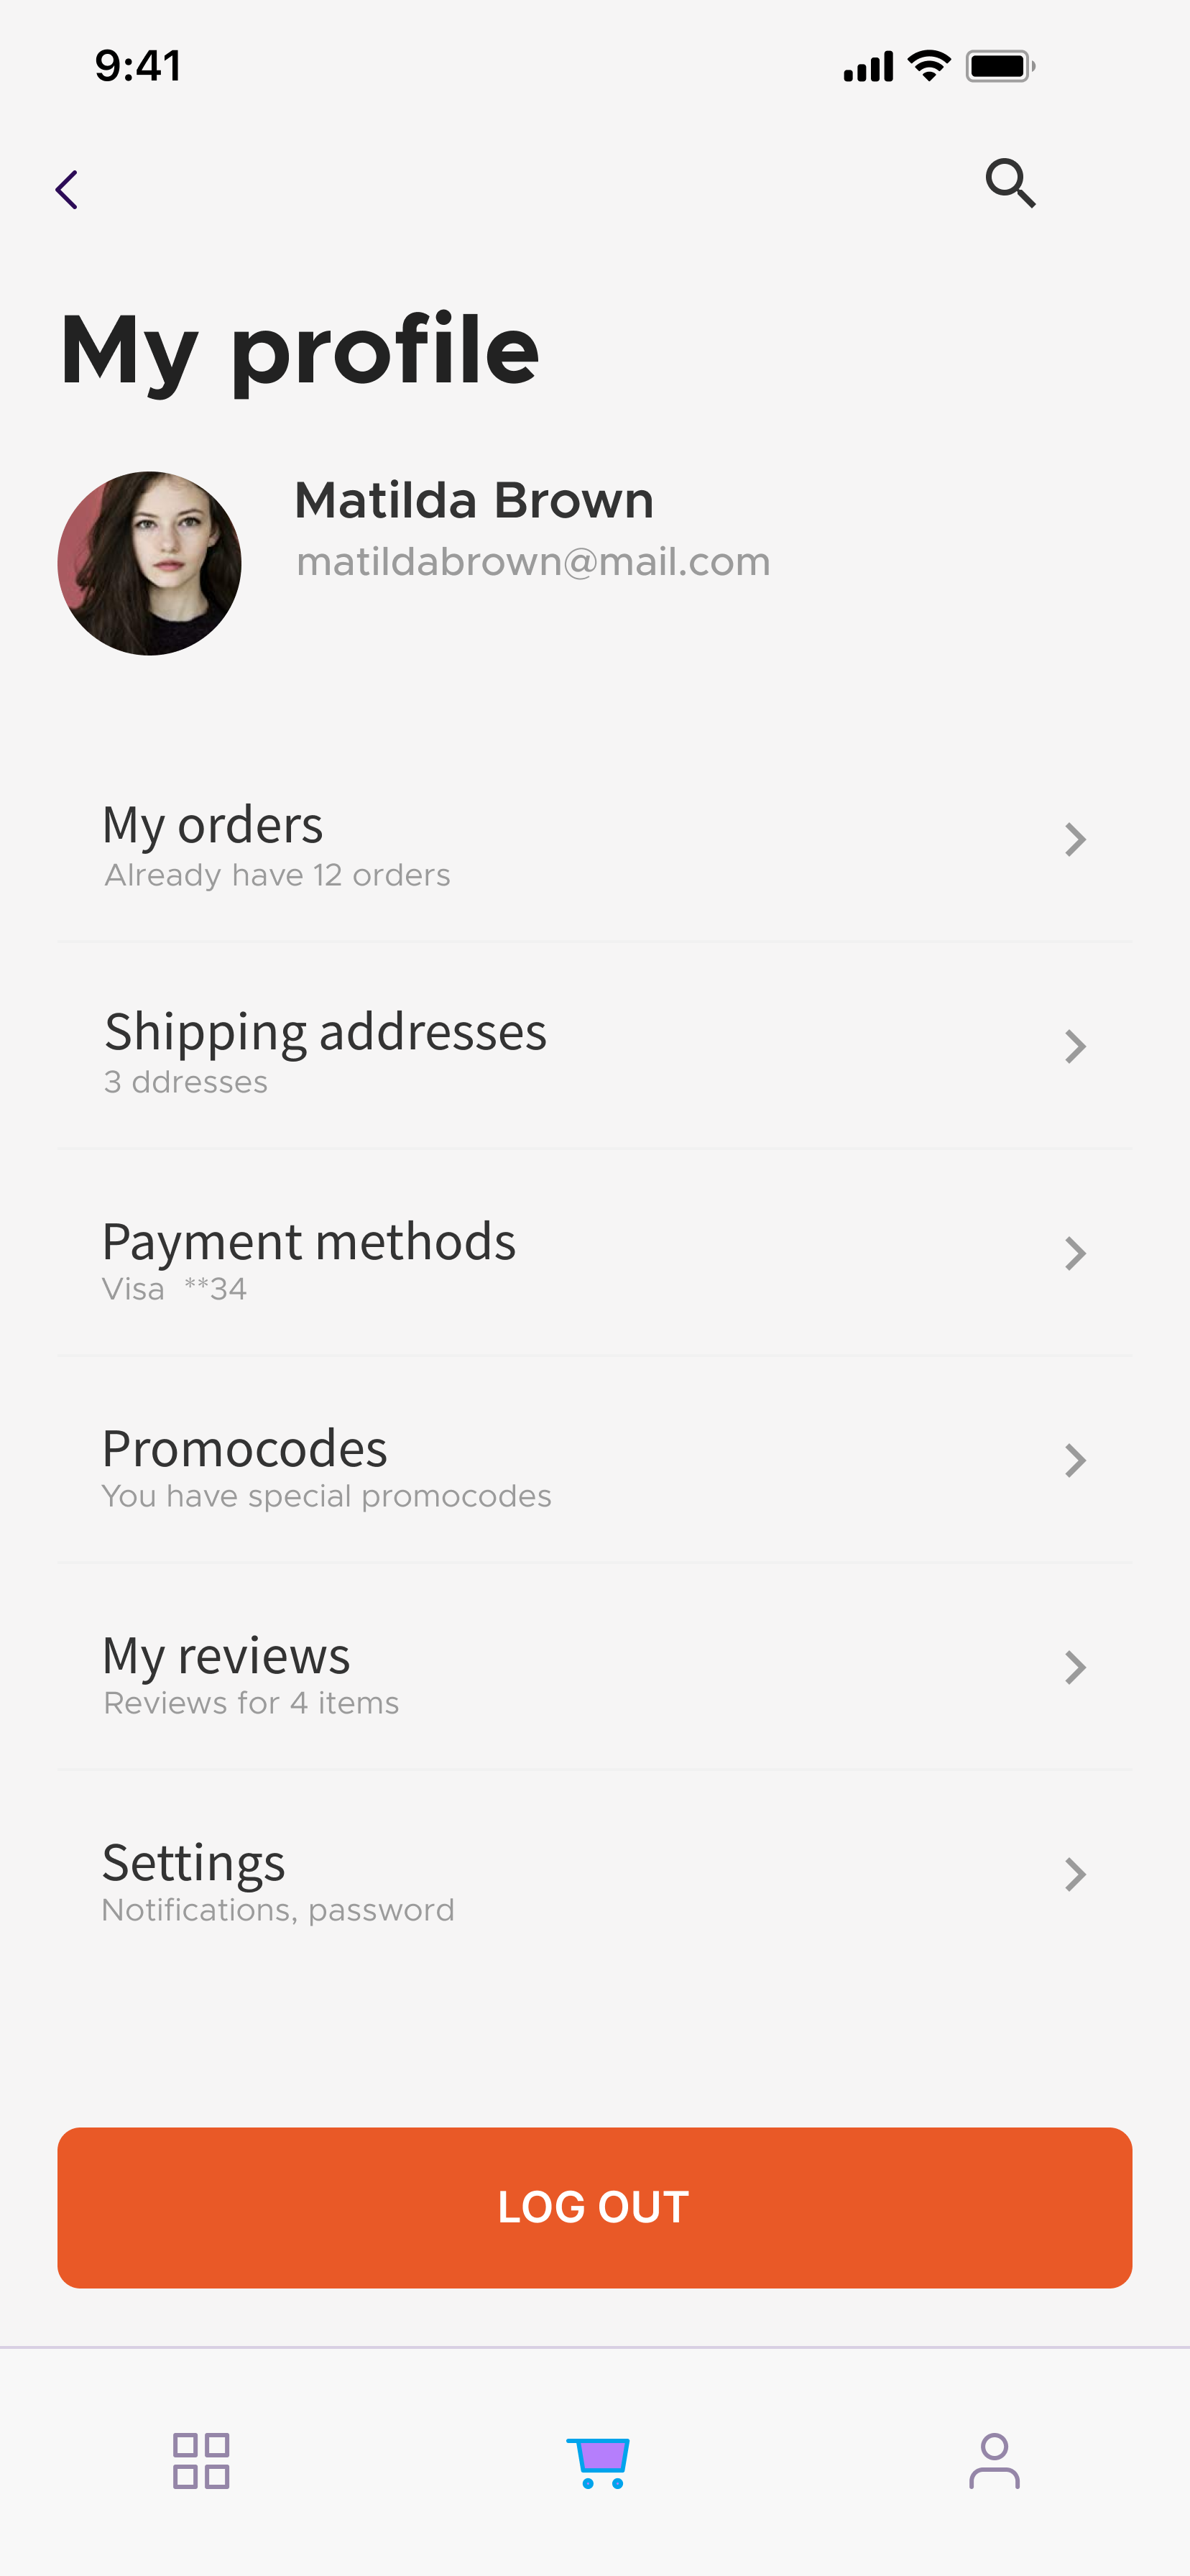 9:41
My profile
Matilda Brown
matildabrown@mail.com
My orders
Already have 12 orders
Shipping addresses
3 ddresses
Payment methods
Visa  **34
Promocodes
You have special promocodes
My reviews
Reviews for 4 items
Settings
Notifications, password
LOG OUT